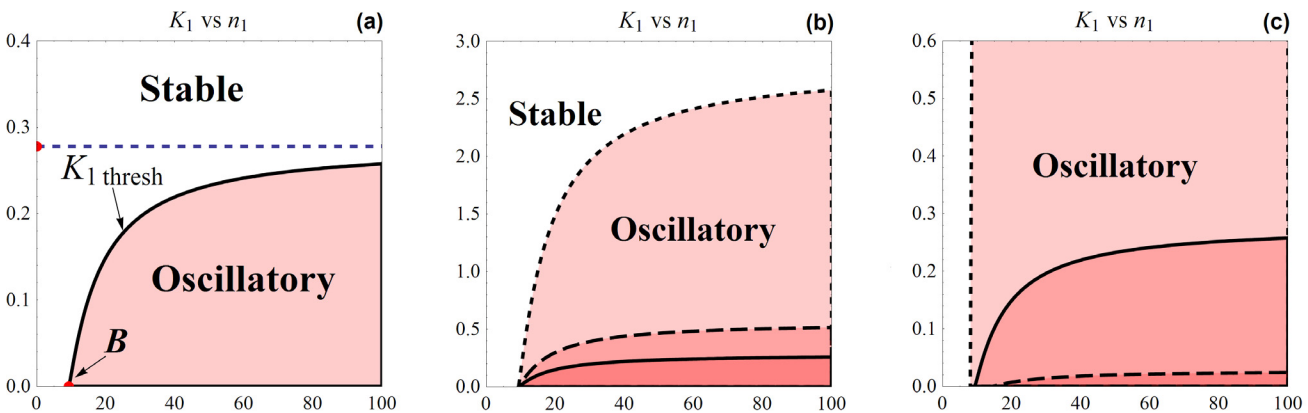 K1 vs n1 (a)
0.4
0.3
0.2
0.1
0.0
Stable
K1 thresh
Oscillatory
B
0 20 40 60 80 100
K1 vs n1 (b)
3.0
2.5
2.0
1.5
1.0
0.5
0.0
Stable
Oscillatory
0 20 40 60 80 100
K1 vs n1 (c)
0.6
0.5
0.4
0.3
0.2
0.1
0.0
Oscillatory
0 20 40 60 80 100